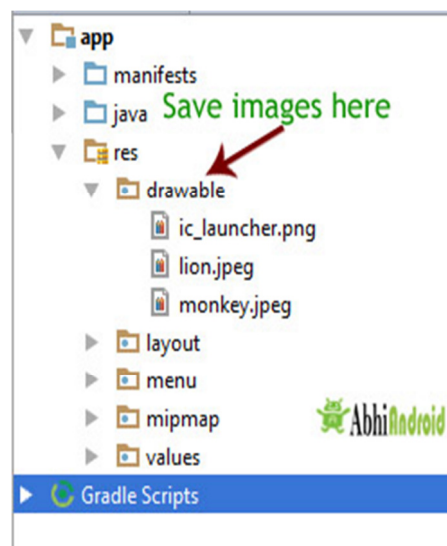 app
manifests
java
Save images here
res
drawable
ic_launcher.png
lion.jpeg
monkey.jpeg
layout
menu
mipmap
AbhiAndroid
values
Gradle Scripts